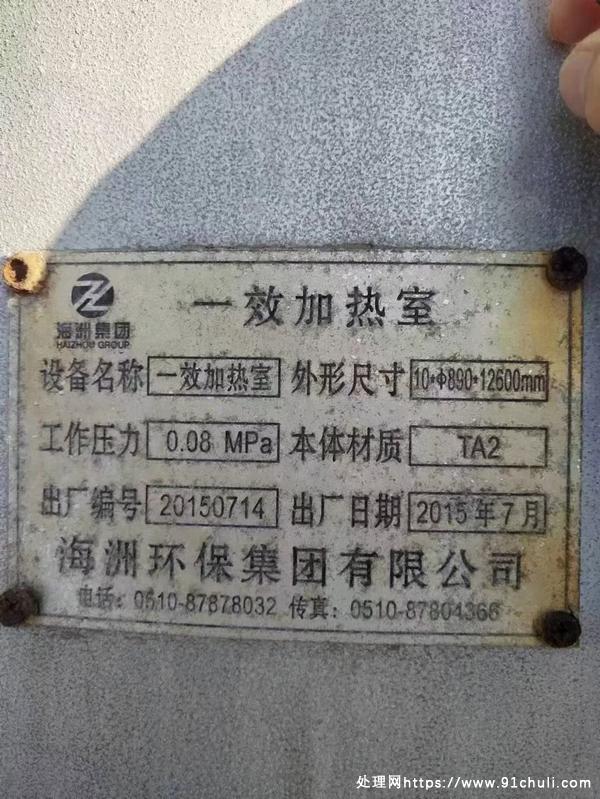 一效加热室
海洲集团
HAIZHOU GROUP
设备名称 一效加热室 外形尺寸 10*Φ890*12600mm
工作压力 0.08 MPa 本体材质 TA2
出厂编号 20150714 出厂日期 2015年7月
海洲环保集团有限公司
电话：0510-87878032 传真：0510-87804366
处理网https://www.91chuli.com